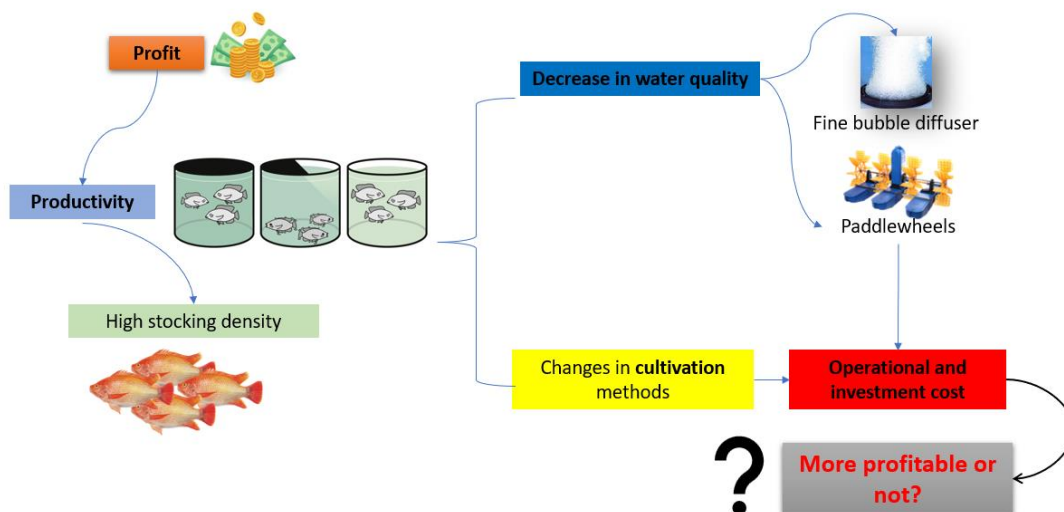 Profit
Productivity
High stocking density
Decrease in water quality
Fine bubble diffuser
Paddlewheels
Changes in cultivation
methods
Operational and
investment cost
?
More profitable or
not?